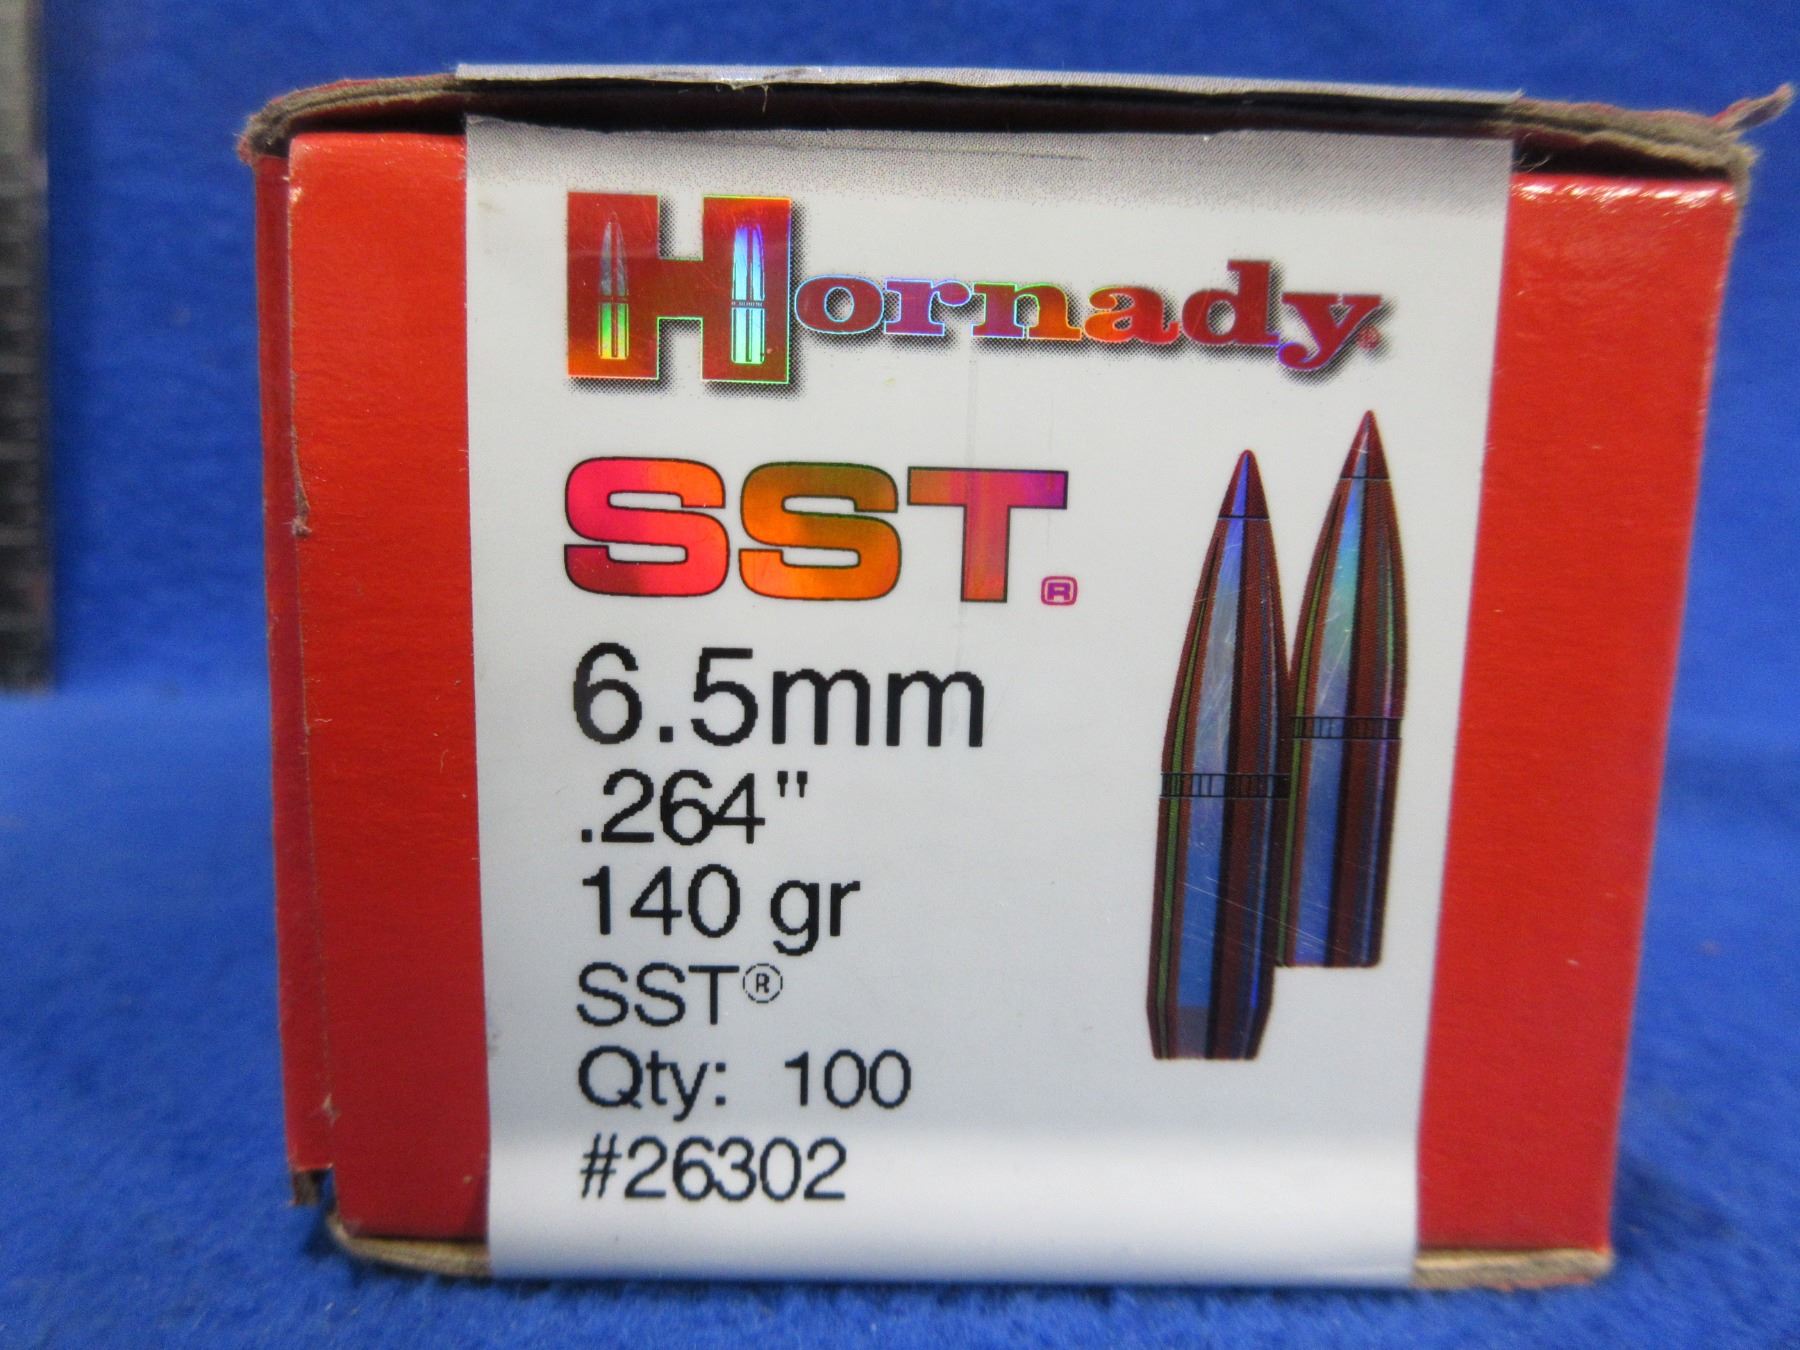 Hornady®
SST®
6.5mm
.264"
140 gr
SST®
Qty: 100
#26302